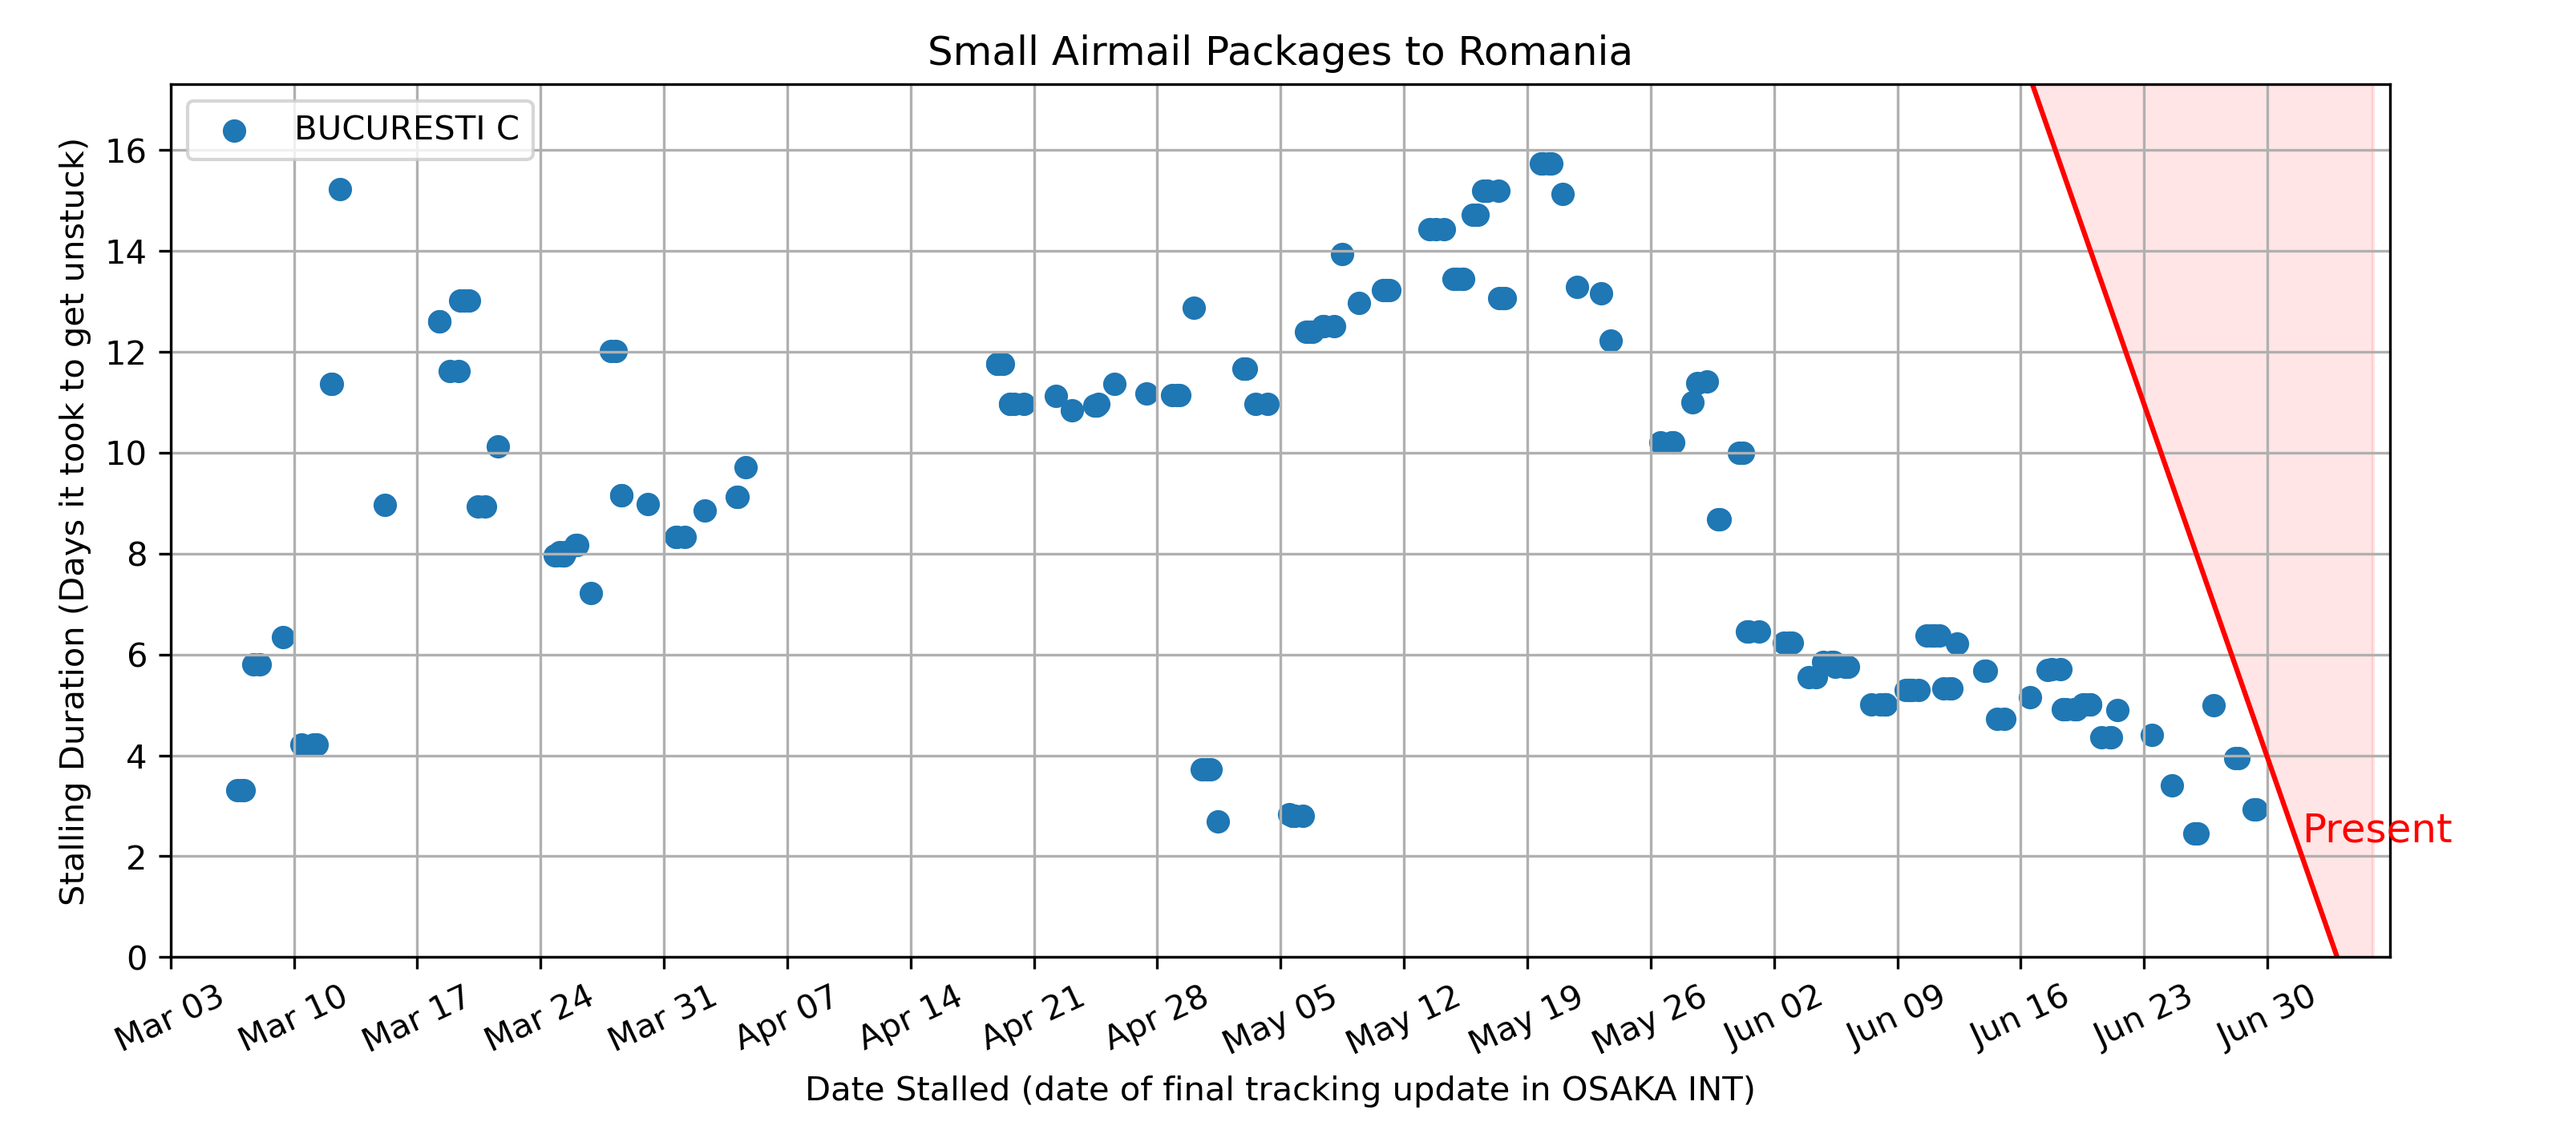 Small Airmail Packages to Romania
BUCURESTI C
Stalling Duration (Days it took to get unstuck)
16
14
12
10
8
6
4
2
0
Present
Mar 03
Mar 10
Mar 17
Mar 24
Mar 31
Apr 07
Apr 14
Apr 21
Apr 28
May 05
May 12
May 19
May 26
Jun 02
Jun 09
Jun 16
Jun 23
Jun 30
Date Stalled (date of final tracking update in OSAKA INT)